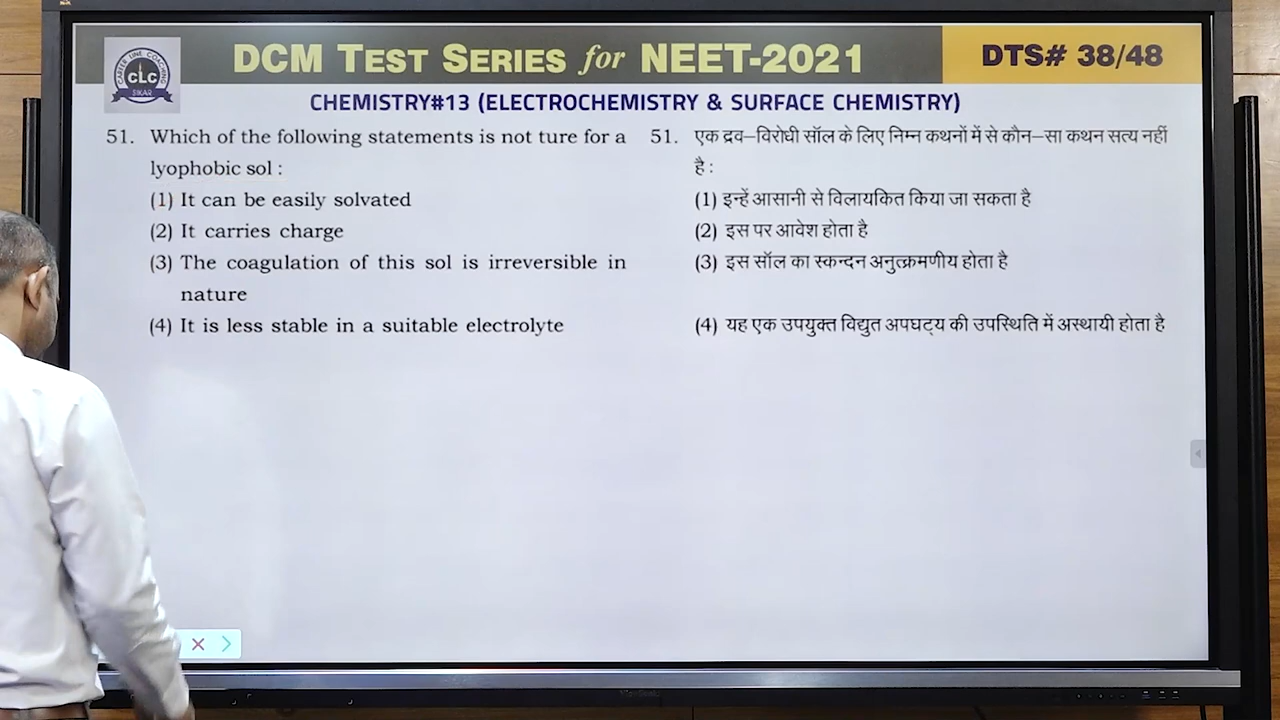 DCM TEST SERIES for NEET-2021
DTS# 38/48
CAREER LINE COACHING
CLC
SIKAR
CHEMISTRY#13 (ELECTROCHEMISTRY & SURFACE CHEMISTRY)
51. Which of the following statements is not ture for a
lyophobic sol :
(1) It can be easily solvated
(2) It carries charge
(3) The coagulation of this sol is irreversible in
nature
(4) It is less stable in a suitable electrolyte
51. एक द्रव–विरोधी सॉल के लिए निम्न कथनों में से कौन–सा कथन सत्य नहीं
है :
(1) इन्हें आसानी से विलायकित किया जा सकता है
(2) इस पर आवेश होता है
(3) इस सॉल का स्कन्दन अनुत्क्रमणीय होता है
(4) यह एक उपयुक्त विद्युत अपघट्य की उपस्थिति में अस्थायी होता है